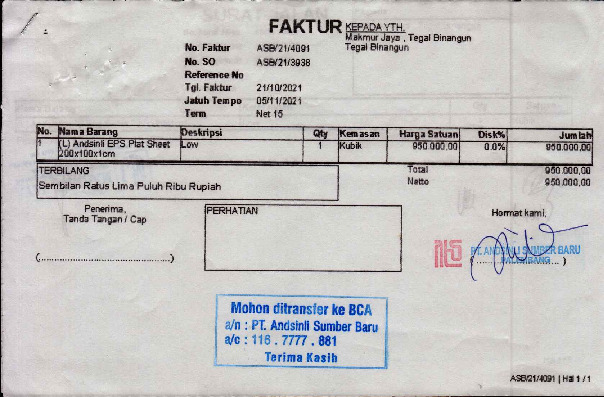 FAKTUR
KEPADA YTH.
Makmur Jaya , Tegal Binangun
Tegal Binangun
No. Faktur ASB/21/4091
No. SO ASB/21/3938
Reference No
Tgl. Faktur 21/10/2021
Jatuh Tempo 05/11/2021
Term Net 15
No. Nama Barang Deskripsi Qty Kemasan Harga Satuan Disk% Jumlah
1 (L) Andsinli EPS Plat Sheet Low 1 Kubik 950.000,00 0.0% 950.000,00
200x100x1cm
TERBILANG Total 950.000,00
Sembilan Ratus Lima Puluh Ribu Rupiah Netto 950.000,00
Penerima,
Tanda Tangan / Cap
(........................................)
PERHATIAN
Hormat kami,
PT. ANDSINLI SUMBER BARU
PALEMBANG
Mohon ditransfer ke BCA
a/n : PT. Andsinli Sumber Baru
a/c : 116 . 7777 . 881
Terima Kasih
ASB/21/4091 | Hal 1 / 1